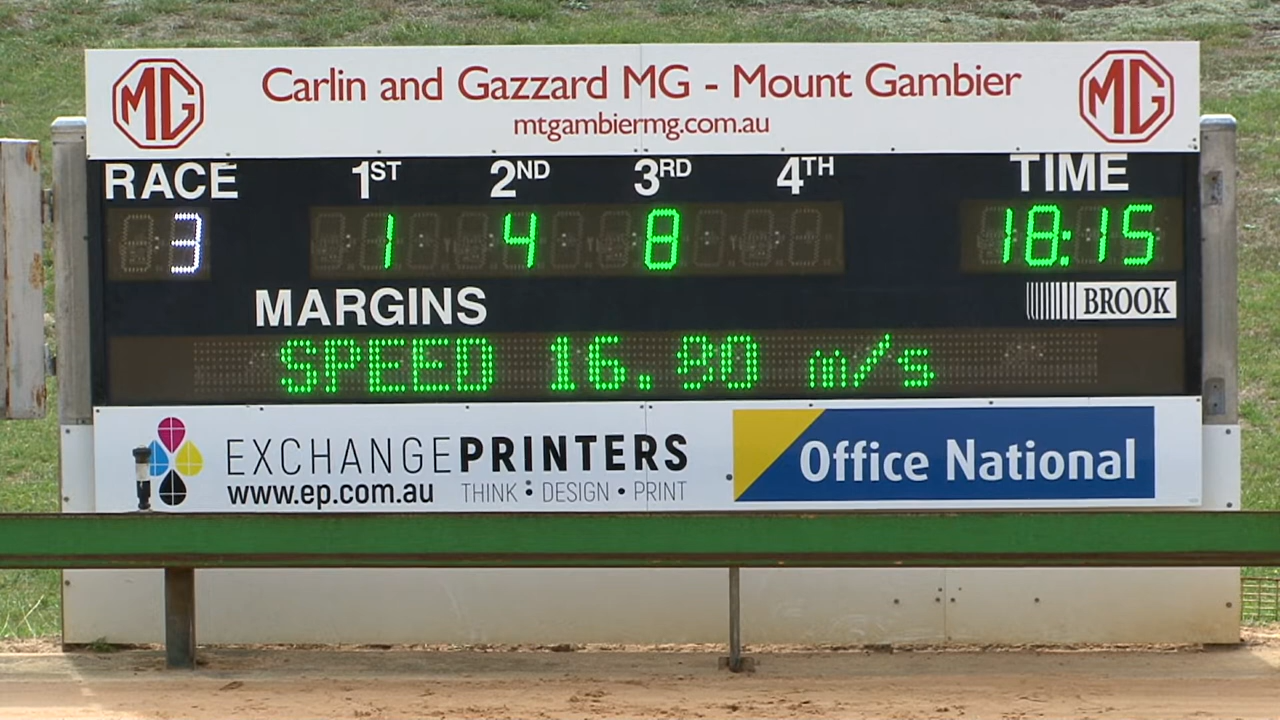 MG Carlin and Gazzard MG - Mount Gambier MG
mtgambiermg.com.au
RACE 1ST 2ND 3RD 4TH TIME
3 1 4 8 18:15
MARGINS BROOK
SPEED 16.90 m/s
EXCHANGEPRINTERS
www.ep.com.au THINK • DESIGN • PRINT
Office National